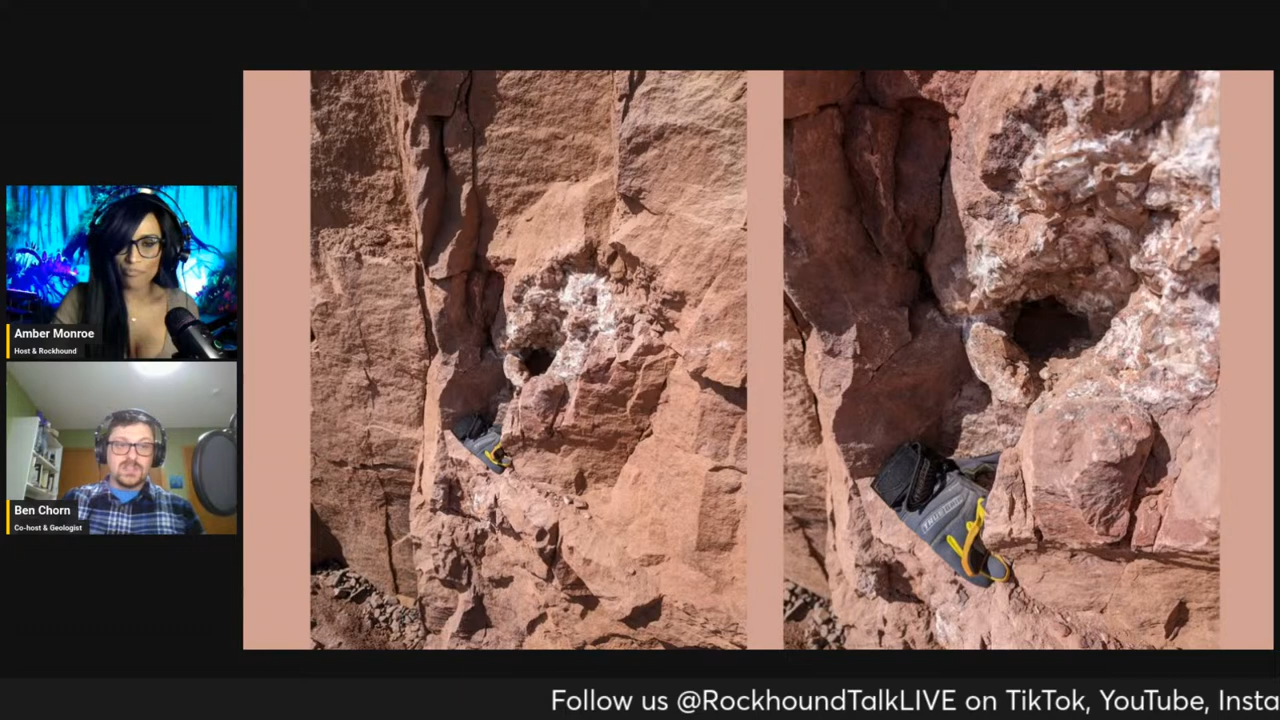 Amber Monroe
Host & Rockhound
Ben Chorn
Co-host & Geologist
Follow us @RockhoundTalkLIVE on TikTok, YouTube, Insta